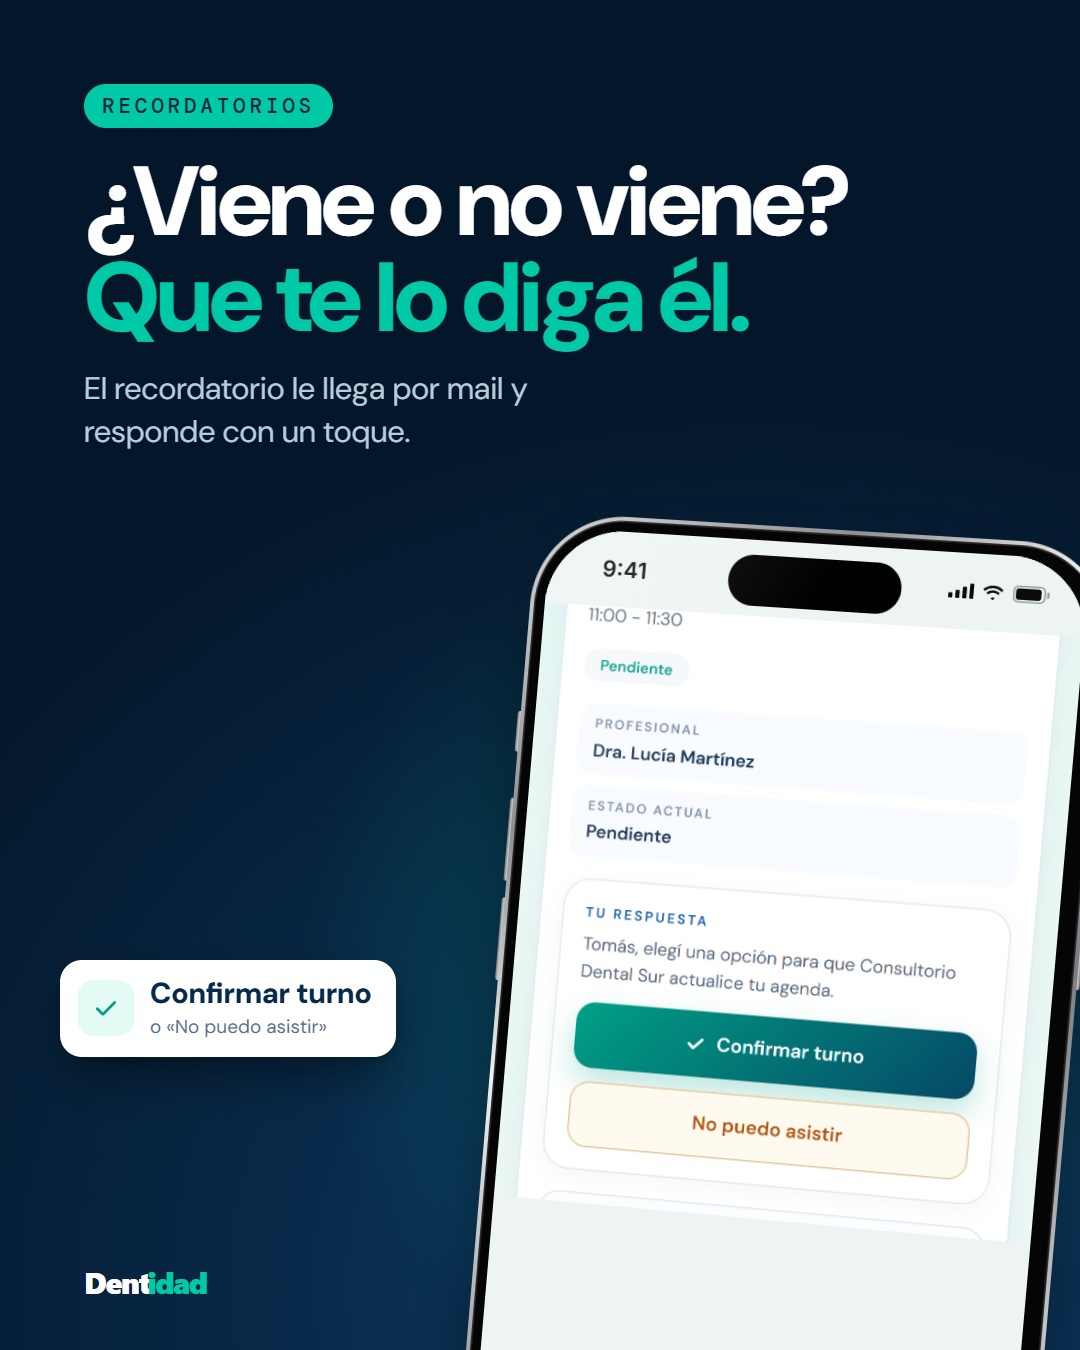 RECORDATORIOS
¿Viene o no viene?
Que te lo diga él.
El recordatorio le llega por mail y
responde con un toque.
9:41
11:00 - 11:30
Pendiente
PROFESIONAL
Dra. Lucía Martínez
ESTADO ACTUAL
Pendiente
TU RESPUESTA
Tomás, elegí una opción para que Consultorio
Dental Sur actualice tu agenda.
Confirmar turno
No puedo asistir
Confirmar turno
o «No puedo asistir»
Dentidad